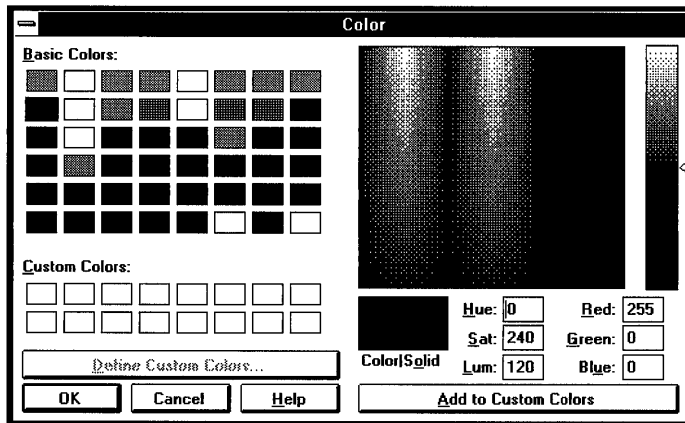 Color
Basic Colors:
Custom Colors:
Define Custom Colors...
OK Cancel Help
Color|Solid
Hue: 0 Red: 255
Sat: 240 Green: 0
Lum: 120 Blue: 0
Add to Custom Colors